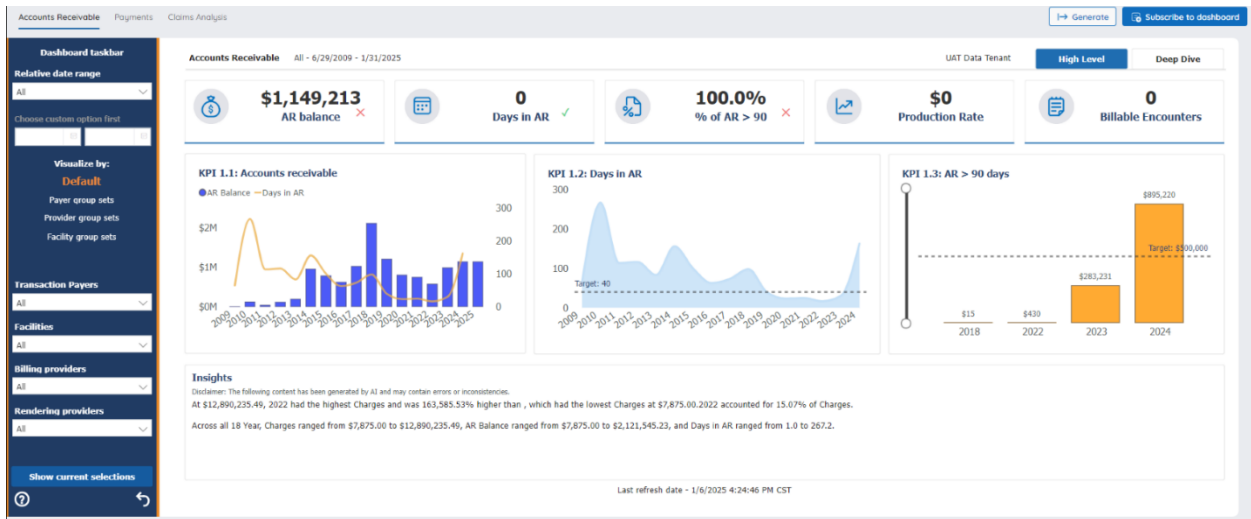 Accounts Receivable Payments Claims Analysis
Generate
Subscribe to dashboard
Dashboard taskbar
Relative date range
All
Choose custom option first
Visualize by:
Default
Payer group sets
Provider group sets
Facility group sets
Transaction Payers
All
Facilities
All
Billing providers
All
Rendering providers
All
Show current selections
Accounts Receivable All - 6/29/2009 - 1/31/2025
UAT Data Tenant
High Level
Deep Dive
$1,149,213
AR balance
0
Days in AR
100.0%
% of AR > 90
$0
Production Rate
0
Billable Encounters
KPI 1.1: Accounts receivable
AR Balance Days in AR
$2M
$1M
$0M
300
200
100
0
2009 2010 2011 2012 2013 2014 2015 2016 2017 2018 2019 2020 2021 2022 2023 2024 2025
KPI 1.2: Days in AR
300
200
100
0
Target: 40
2009 2010 2011 2012 2013 2014 2015 2016 2017 2018 2019 2020 2021 2022 2023 2024
KPI 1.3: AR > 90 days
$895,220
Target: $500,000
$283,231
$15
$430
2018 2022 2023 2024
Insights
Disclaimer: The following content has been generated by AI and may contain errors or inconsistencies.
At $12,890,235.49, 2022 had the highest Charges and was 163,585.53% higher than , which had the lowest Charges at $7,875.00.2022 accounted for 15.07% of Charges.
Across all 18 Year, Charges ranged from $7,875.00 to $12,890,235.49, AR Balance ranged from $7,875.00 to $2,121,545.23, and Days in AR ranged from 1.0 to 267.2.
Last refresh date - 1/6/2025 4:24:46 PM CST